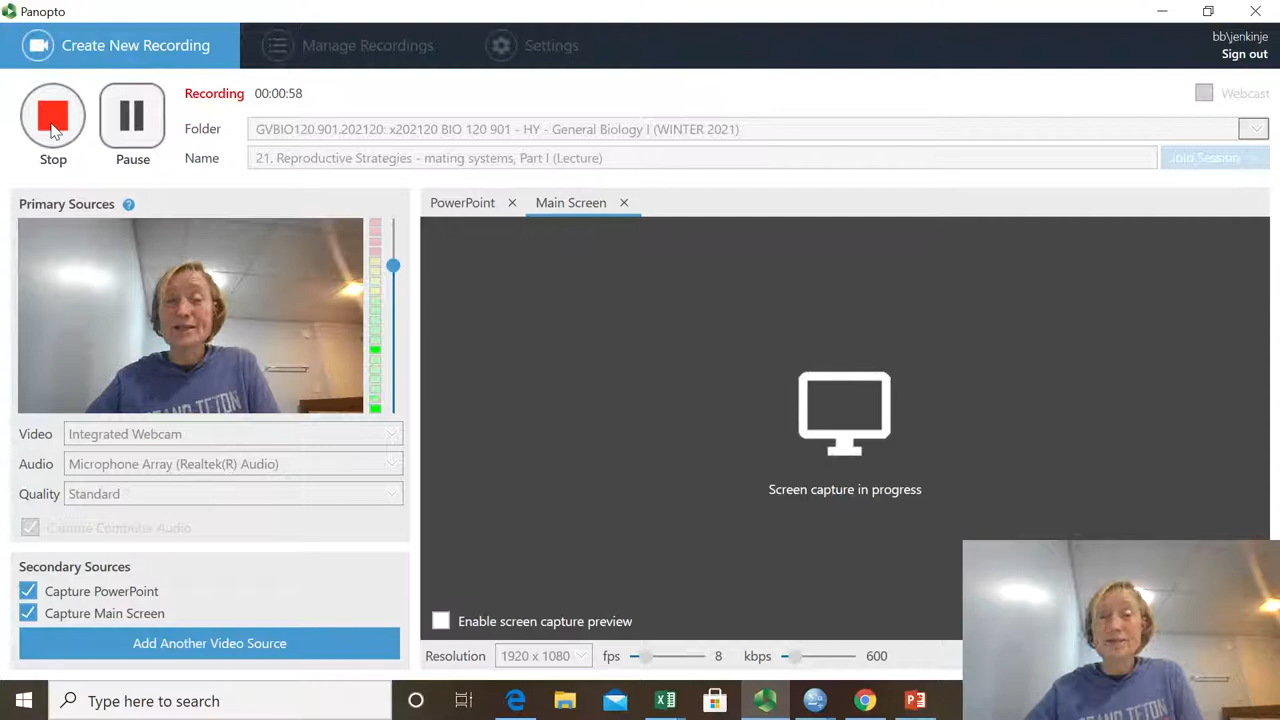 Panopto
Create New Recording
Manage Recordings
Settings
bb\jenkinje
Sign out
Recording 00:00:58
Webcast
Folder GVBIO120.901.202120: x202120 BIO 120 901 - HY - General Biology I (WINTER 2021)
Name 21. Reproductive Strategies - mating systems, Part I (Lecture)
Join Session
Stop
Pause
Primary Sources ?
PowerPoint
Main Screen
Video Integrated Webcam
Audio Microphone Array (Realtek(R) Audio)
Quality Standard
Capture Computer Audio
Screen capture in progress
Secondary Sources
Capture PowerPoint
Capture Main Screen
Add Another Video Source
Enable screen capture preview
Resolution 1920 x 1080 fps 8 kbps 600
Type here to search